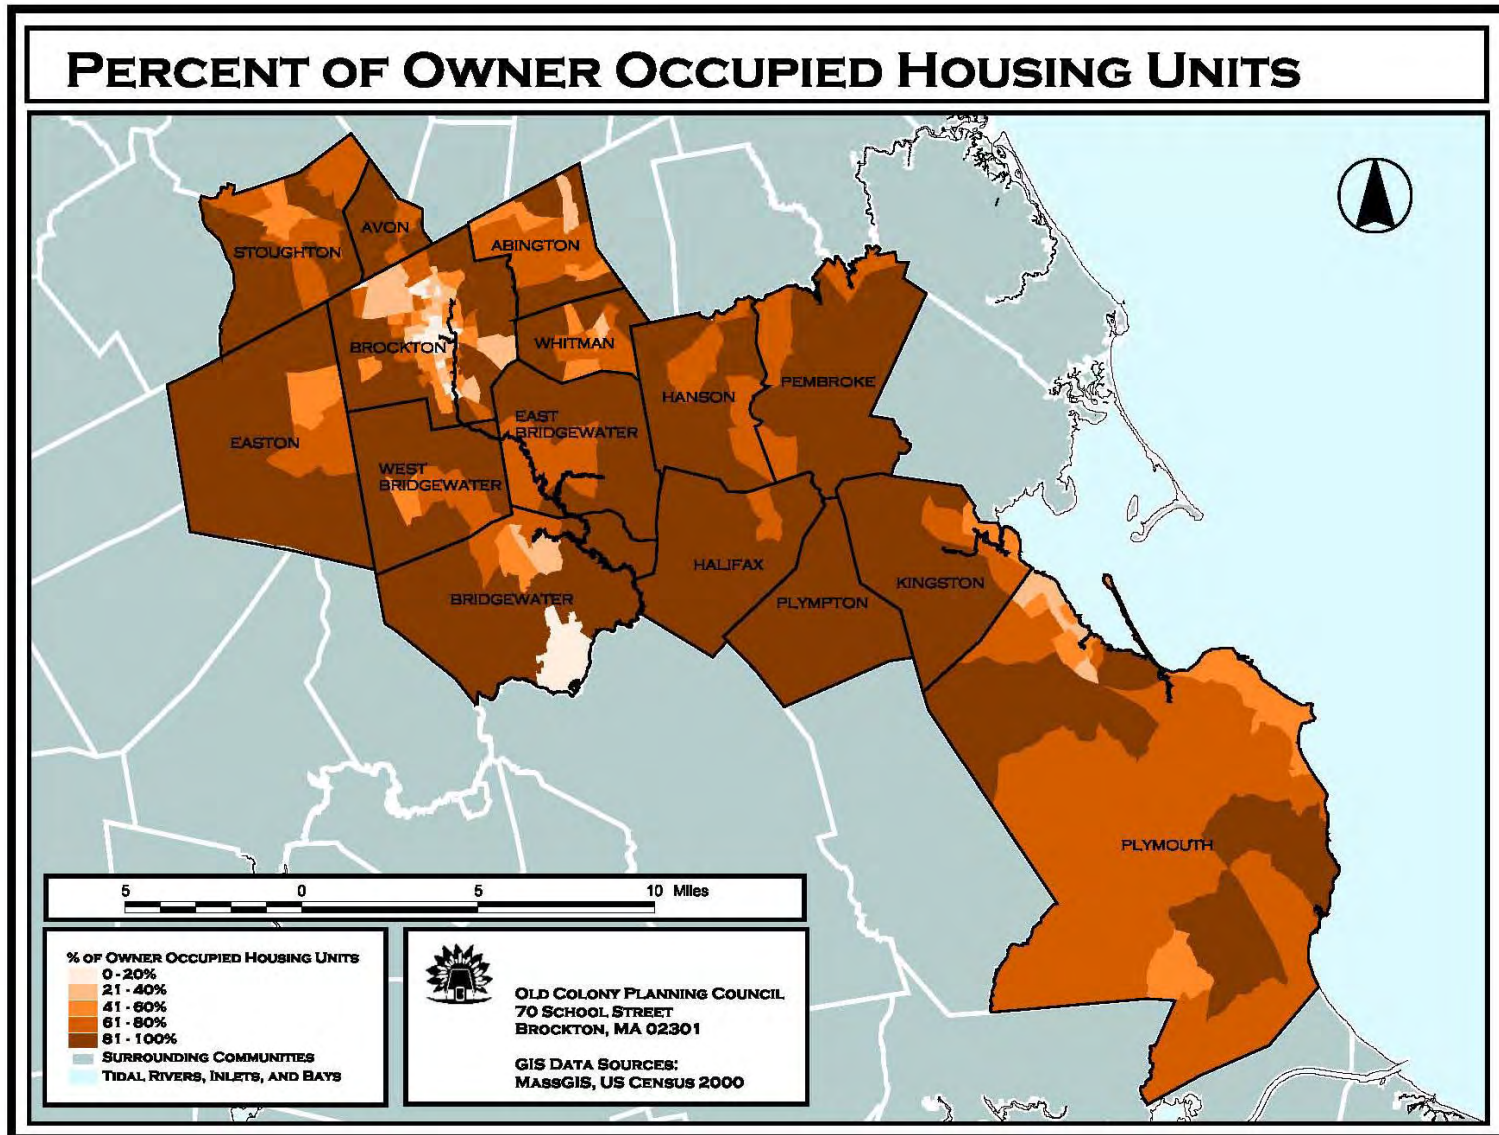 PERCENT OF OWNER OCCUPIED HOUSING UNITS
STOUGHTON
AVON
ABINGTON
BROCKTON
WHITMAN
HANSON
PEMBROKE
EASTON
EAST
BRIDGEWATER
WEST
BRIDGEWATER
BRIDGEWATER
HALIFAX
PLYMPTON
KINGSTON
PLYMOUTH
5 0 5 10 Miles
% OF OWNER OCCUPIED HOUSING UNITS
0 - 20%
21 - 40%
41 - 60%
61 - 80%
81 - 100%
SURROUNDING COMMUNITIES
TIDAL RIVERS, INLETS, AND BAYS
OLD COLONY PLANNING COUNCIL
70 SCHOOL STREET
BROCKTON, MA 02301
GIS DATA SOURCES:
MASSGIS, US CENSUS 2000